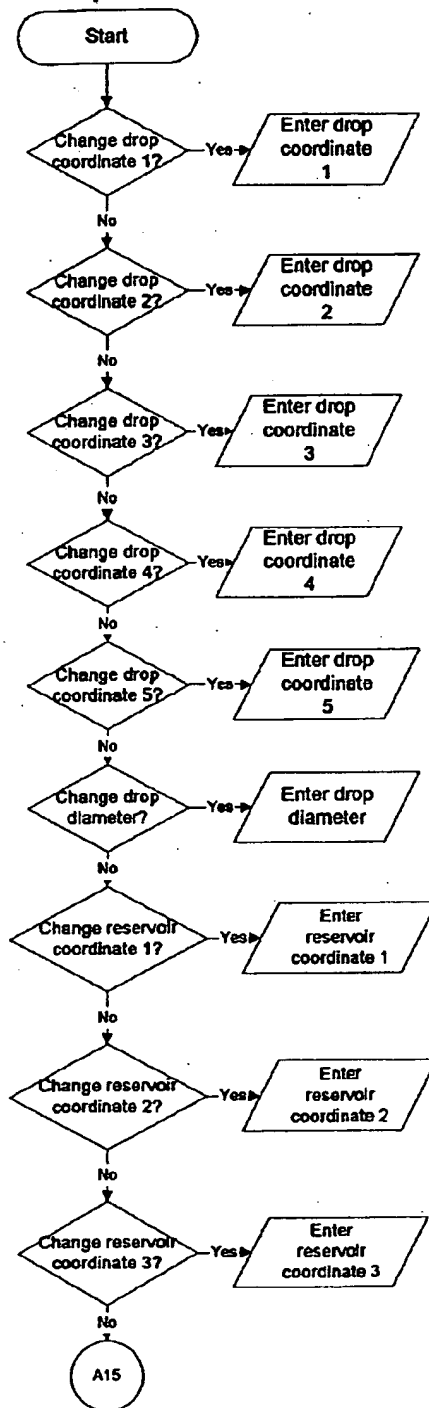 Start
Change drop
coordinate 1?
Yes
Enter drop
coordinate
1
No
Change drop
coordinate 2?
Yes
Enter drop
coordinate
2
No
Change drop
coordinate 3?
Yes
Enter drop
coordinate
3
No
Change drop
coordinate 4?
Yes
Enter drop
coordinate
4
No
Change drop
coordinate 5?
Yes
Enter drop
coordinate
5
No
Change drop
diameter?
Yes
Enter drop
diameter
No
Change reservoir
coordinate 1?
Yes
Enter
reservoir
coordinate 1
No
Change reservoir
coordinate 2?
Yes
Enter
reservoir
coordinate 2
No
Change reservoir
coordinate 3?
Yes
Enter
reservoir
coordinate 3
No
A15